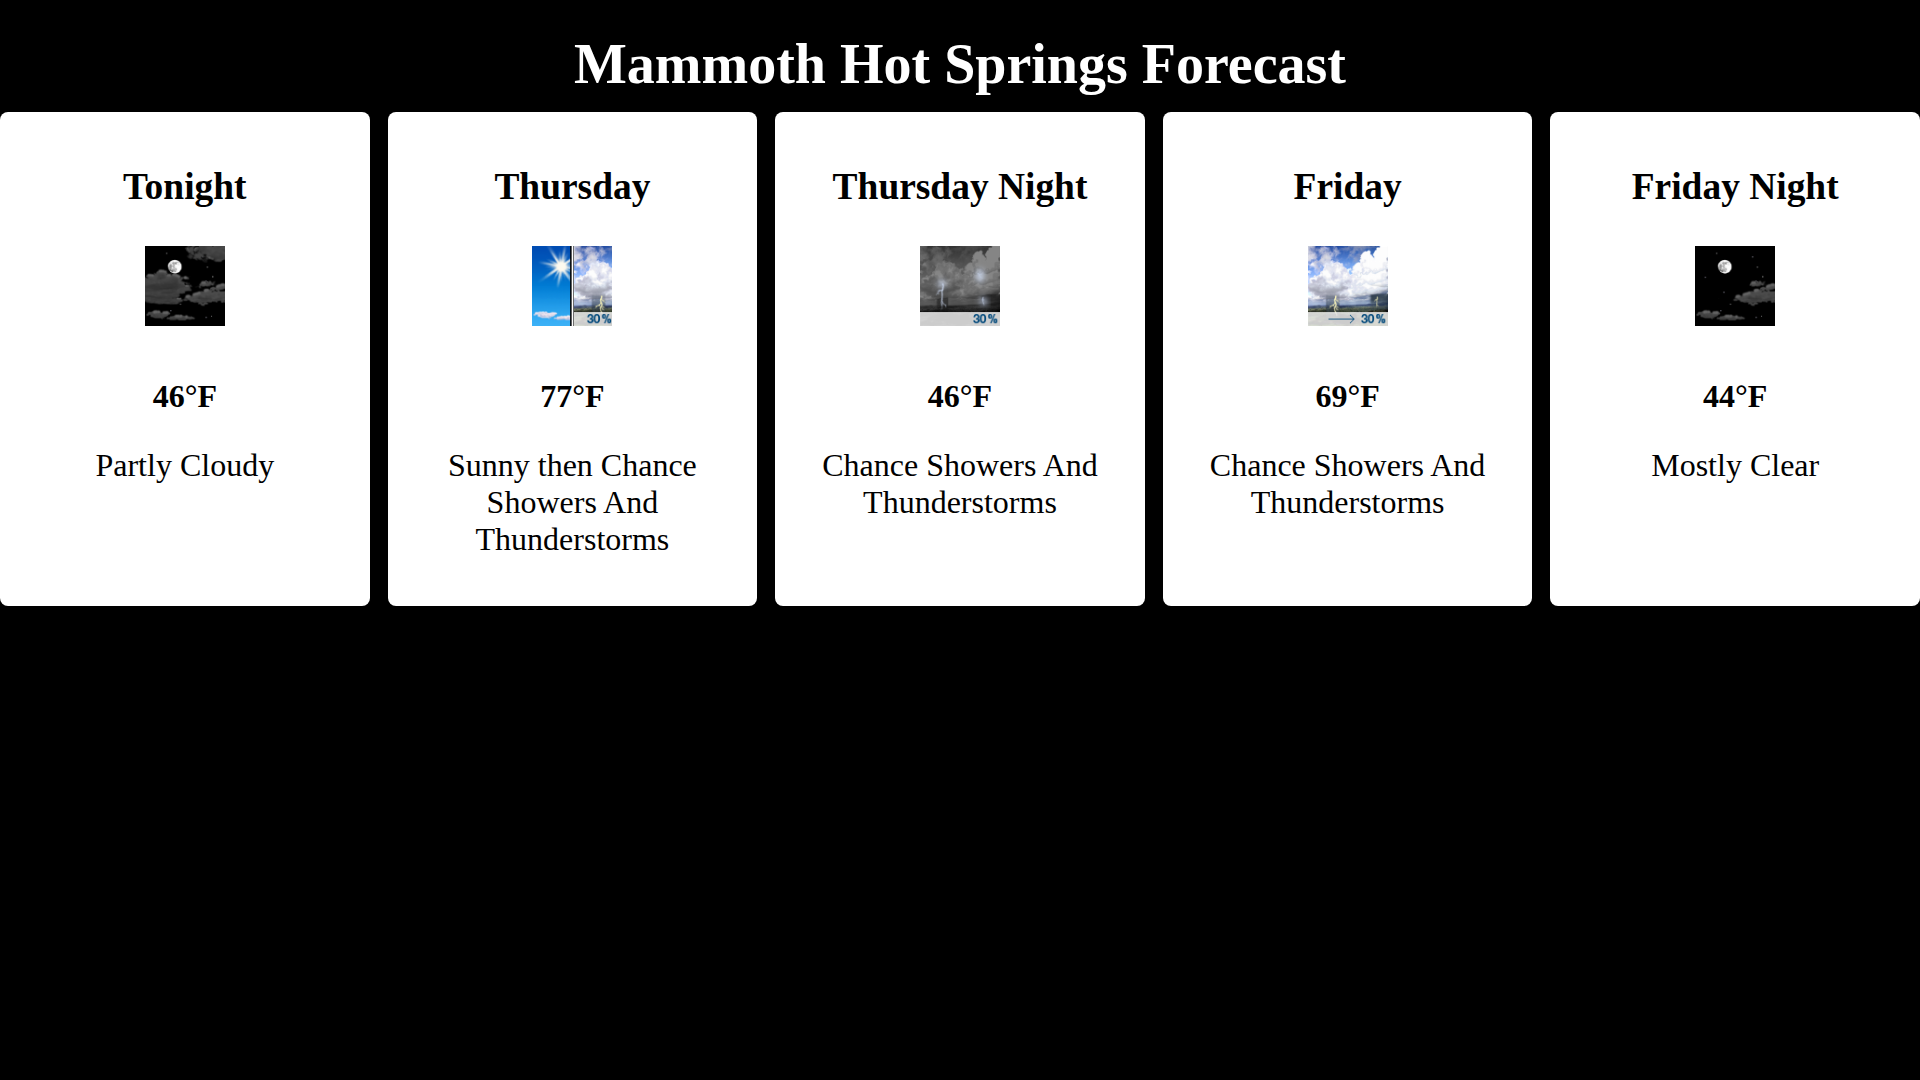 Mammoth Hot Springs Forecast
Tonight
46°F
Partly Cloudy
Thursday
30%
77°F
Sunny then Chance
Showers And
Thunderstorms
Thursday Night
30%
46°F
Chance Showers And
Thunderstorms
Friday
30%
69°F
Chance Showers And
Thunderstorms
Friday Night
44°F
Mostly Clear